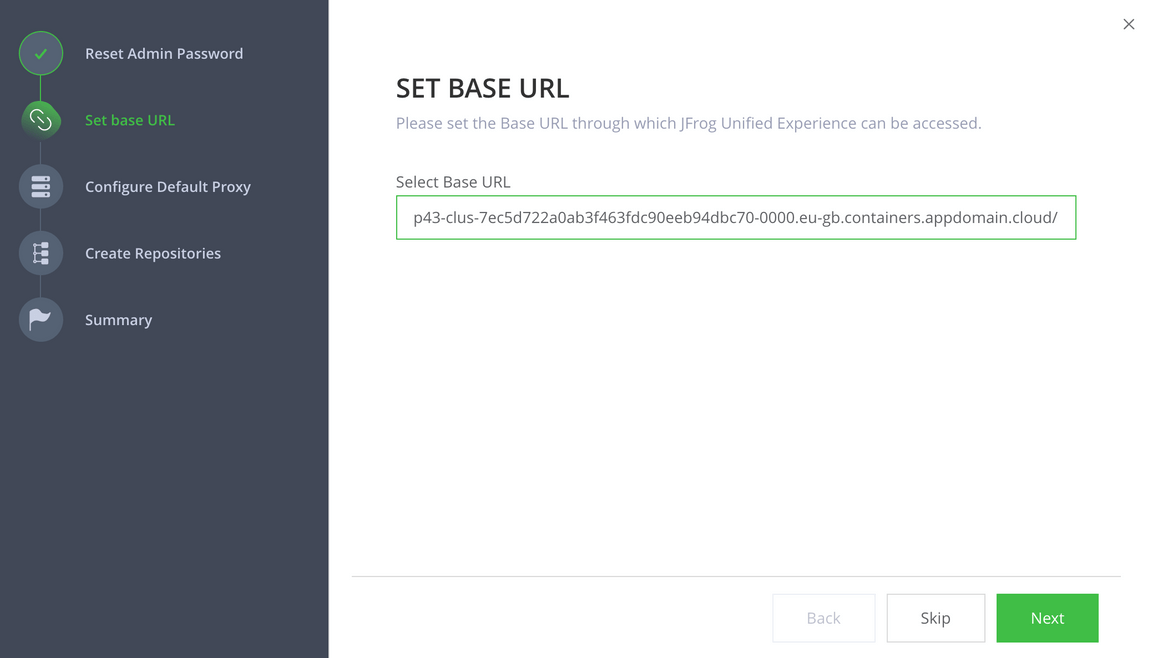 Reset Admin Password
Set base URL
Configure Default Proxy
Create Repositories
Summary
SET BASE URL
Please set the Base URL through which JFrog Unified Experience can be accessed.
Select Base URL
p43-clus-7ec5d722a0ab3f463fdc90eeb94dbc70-0000.eu-gb.containers.appdomain.cloud/
Back
Skip
Next